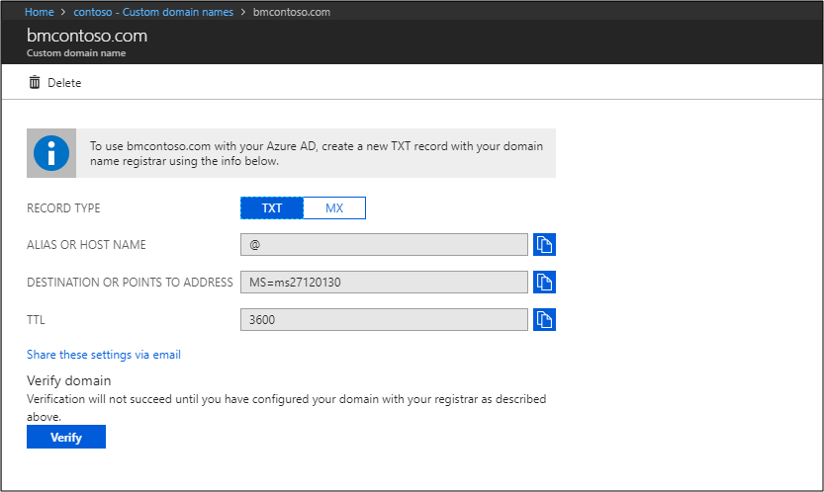 Home > contoso - Custom domain names > bmcontoso.com
bmcontoso.com
Custom domain name
Delete
To use bmcontoso.com with your Azure AD, create a new TXT record with your domain
name registrar using the info below.
RECORD TYPE TXT MX
ALIAS OR HOST NAME @
DESTINATION OR POINTS TO ADDRESS MS=ms27120130
TTL 3600
Share these settings via email
Verify domain
Verification will not succeed until you have configured your domain with your registrar as described
above.
Verify